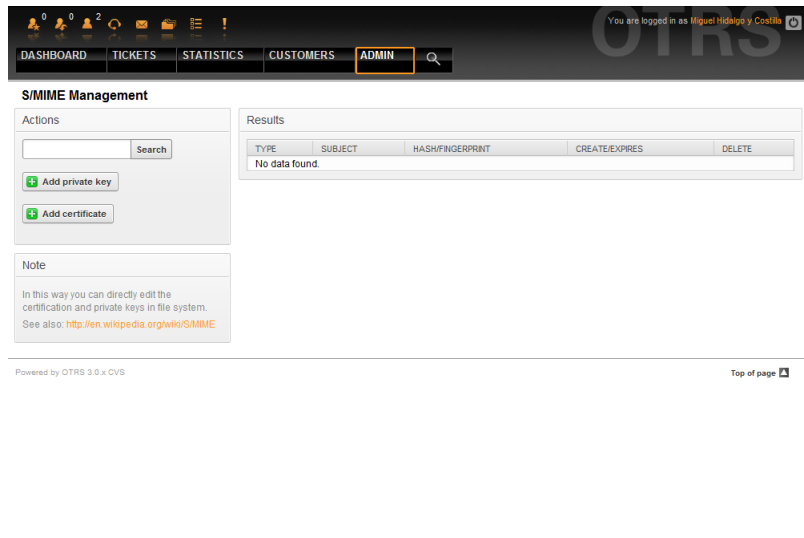 0 0 2
OTRS
You are logged in as Miguel Hidalgo y Costilla
DASHBOARD TICKETS STATISTICS CUSTOMERS ADMIN
S/MIME Management
Actions
Search
Add private key
Add certificate
Note
In this way you can directly edit the
certification and private keys in file system.
See also: http://en.wikipedia.org/wiki/S/MIME
Results
TYPE SUBJECT HASH/FINGERPRINT CREATE/EXPIRES DELETE
No data found.
Powered by OTRS 3.0.x CVS
Top of page